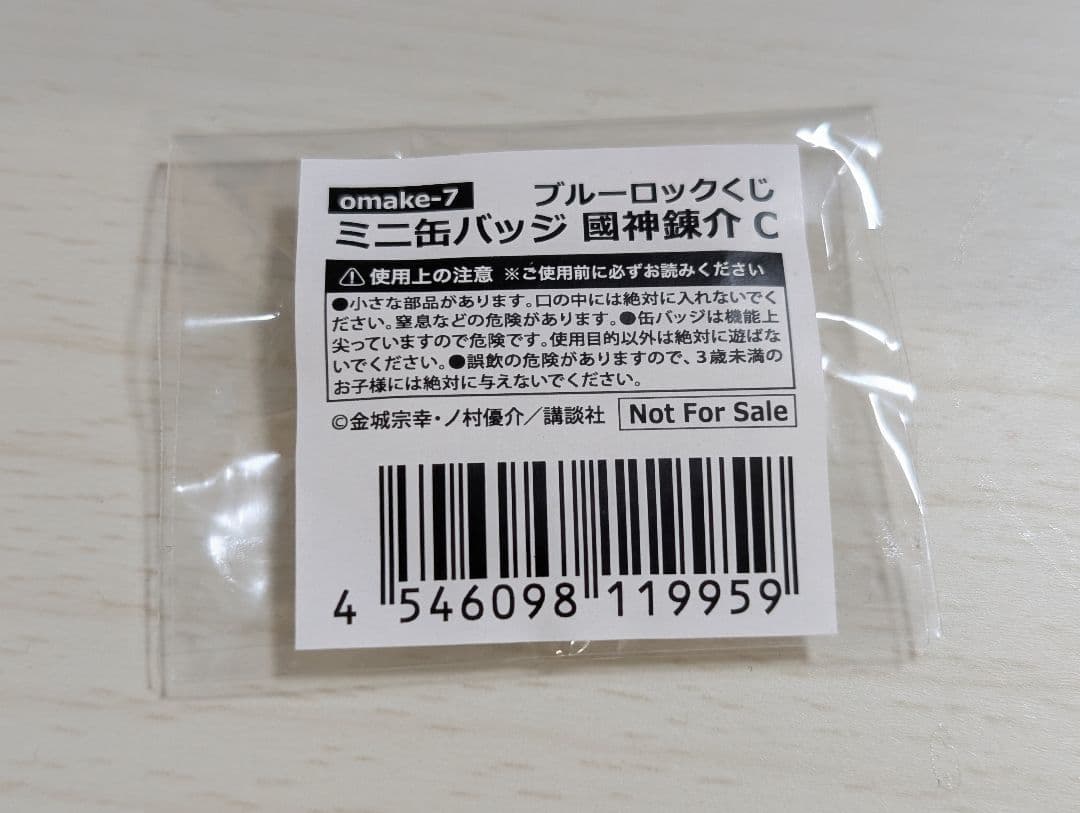 omake-7 ブルーロックくじ
ミニ缶バッジ 國神錬介 C
⚠使用上の注意 ※ご使用前に必ずお読みください
●小さな部品があります。口の中には絶対に入れないでく
ださい。窒息などの危険があります。●缶バッジは機能上
尖っていますので危険です。使用目的以外は絶対に遊ばな
いでください。●誤飲の危険がありますので、3歳未満の
お子様には絶対に与えないでください。
©金城宗幸・ノ村優介／講談社 Not For Sale
4 546098 119959